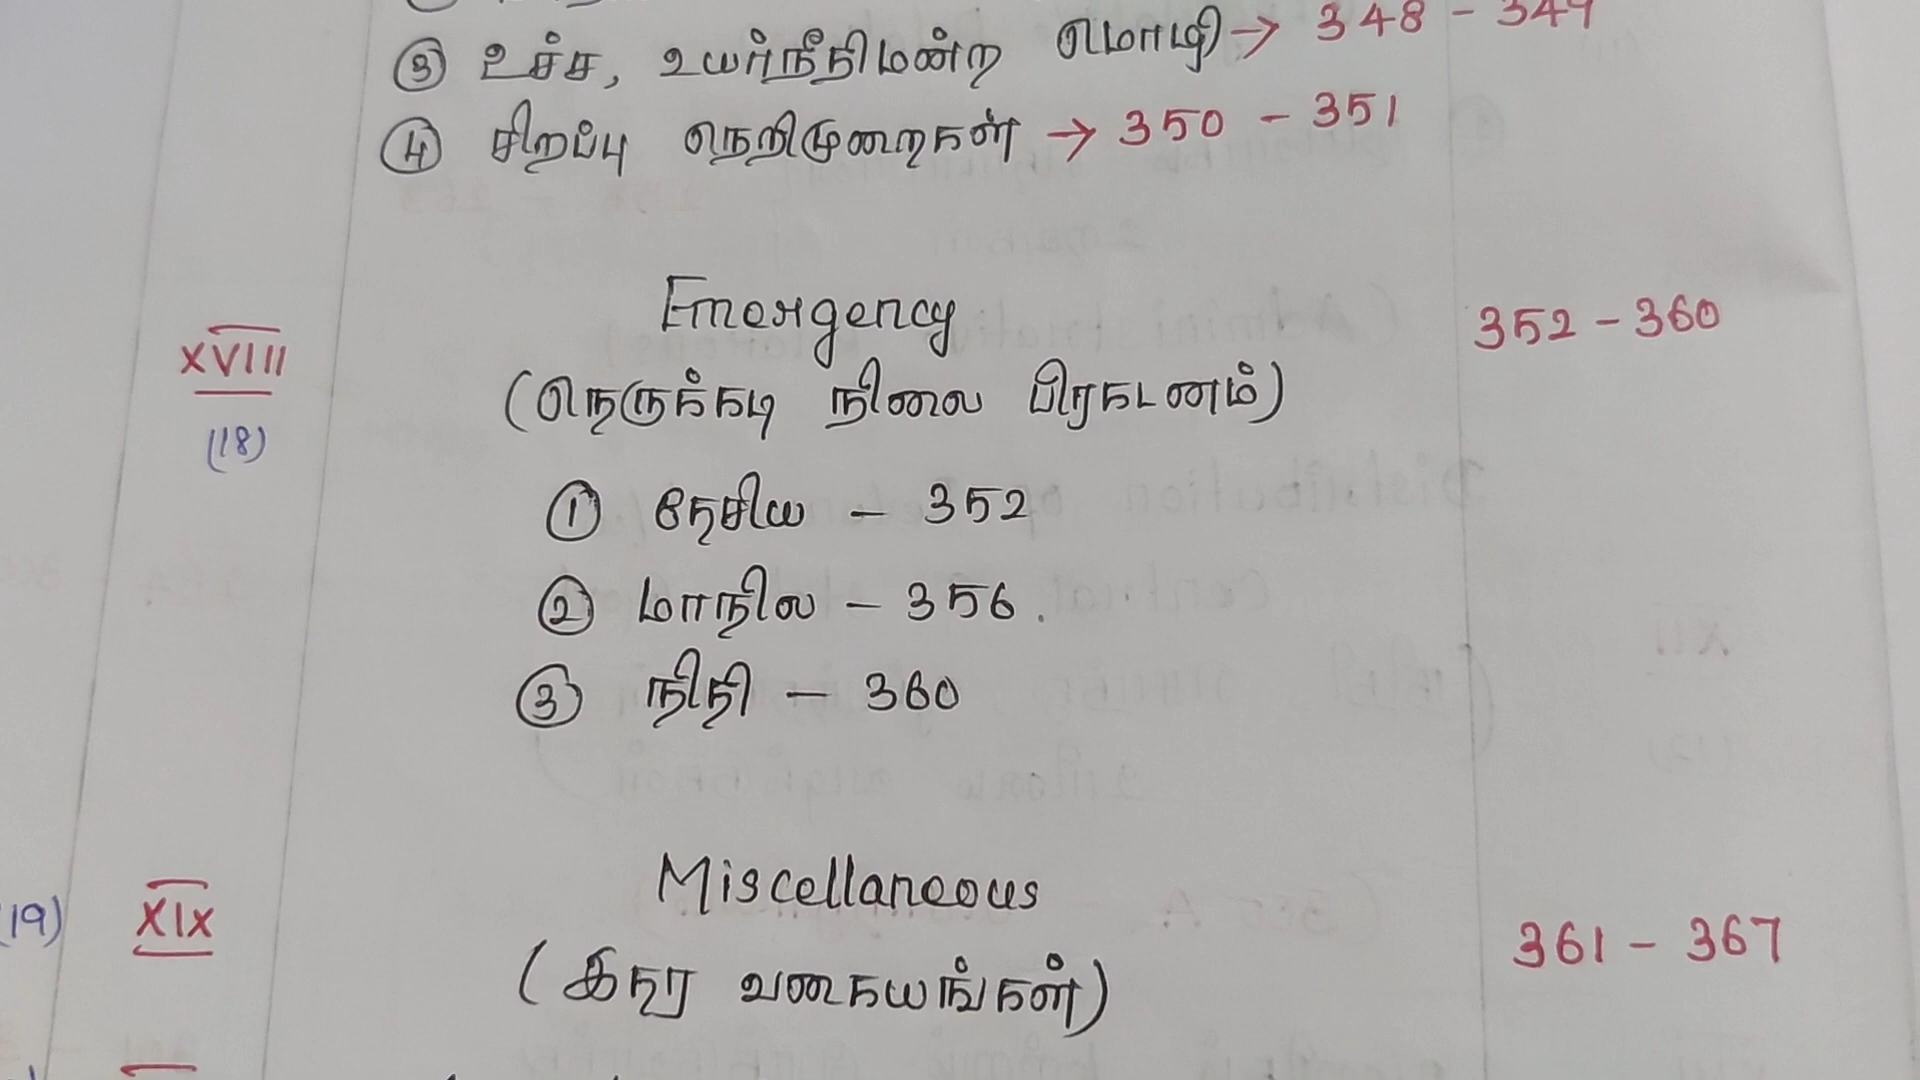 ③ உச்ச, உயர்நீதிமன்ற மொழி → 348 - 349
④ சிறப்பு நெறிமுறைகள் → 350 - 351
XVIII Emergency 352 - 360
(18) (நெருக்கடி நிலை பிரகடணம்)
① தேசிய - 352
② மாநில - 356.
③ நிதி - 360
(19) XIX Miscellaneous 361 - 367
(இதர வகையங்கள்)